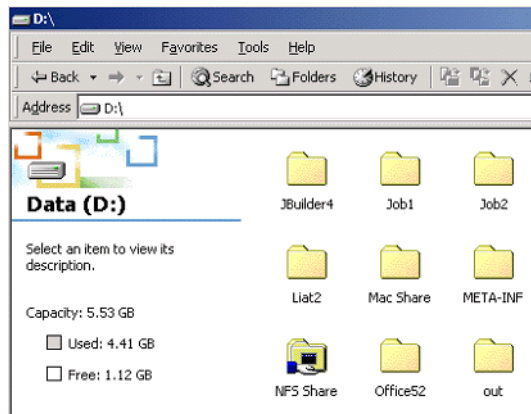 D:\
File Edit View Favorites Tools Help
Back Search Folders History
Address D:\
Data (D:)
Select an item to view its
description.
Capacity: 5.53 GB
Used: 4.41 GB
Free: 1.12 GB
JBuilder4 Job1 Job2
Liat2 Mac Share META-INF
NFS Share Office52 out